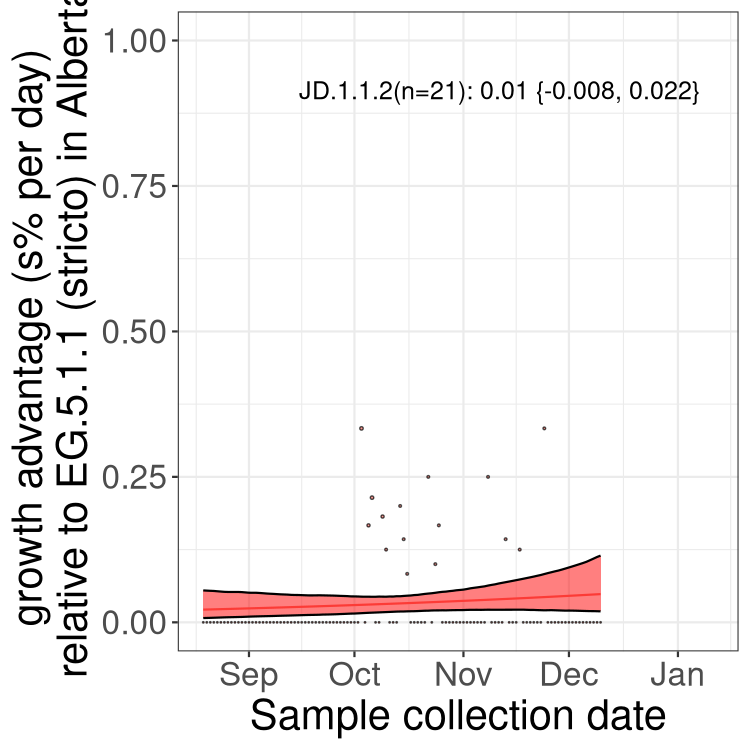 growth advantage (s% per day)
relative to EG.5.1.1 (stricto) in Alberta
1.00
0.75
0.50
0.25
0.00
JD.1.1.2(n=21): 0.01 {-0.008, 0.022}
Sep Oct Nov Dec Jan
Sample collection date